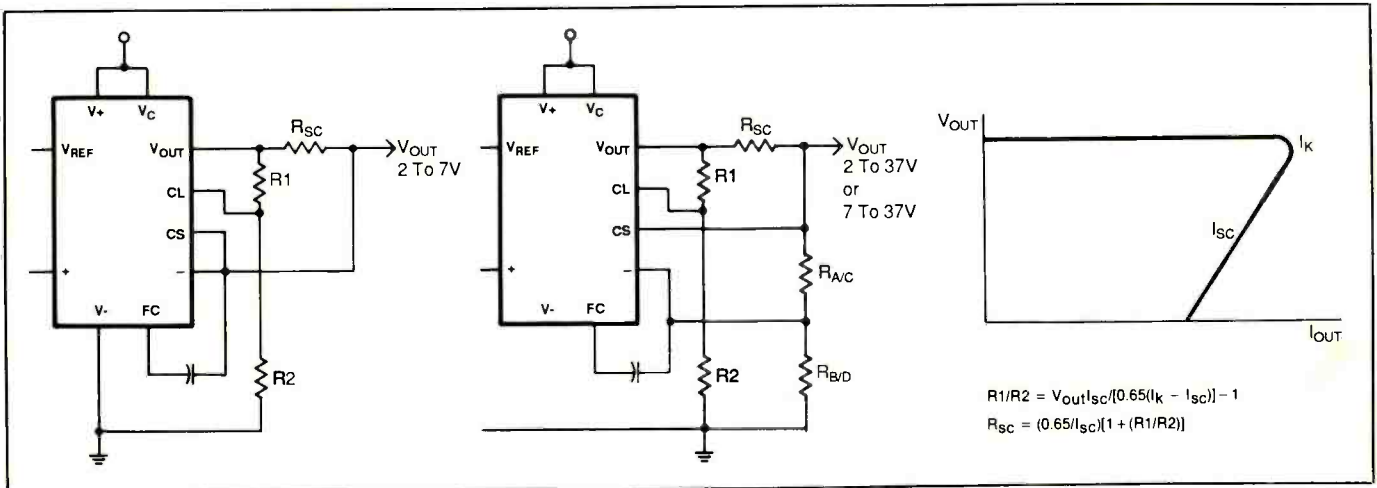 V+ VC
VREF VOUT
CL
CS
+ −
V- FC
RSC
R1
R2
VOUT
2 To 7V
V+ VC
VREF VOUT
CL
CS
+ −
V- FC
RSC
R1
R2
VOUT
2 To 37V
or
7 To 37V
RA/C
RB/D
VOUT
IK
ISC
IOUT
R1/R2 = VoutISC/[0.65(Ik − ISC)] − 1
RSC = (0.65/ISC)[1 + (R1/R2)]